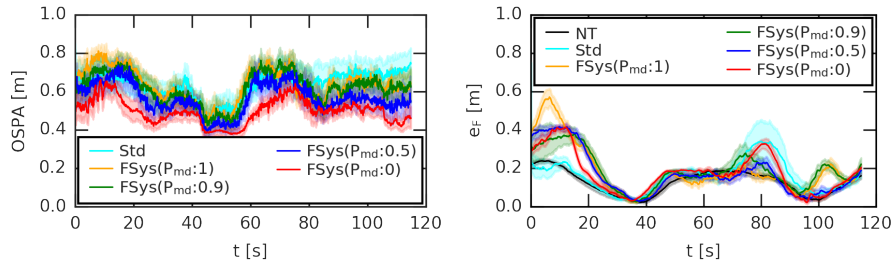 1.0
0.8
0.6
0.4
0.2
0.0
OSPA [m]
Std
FSys(Pmd:1)
FSys(Pmd:0.9)
FSys(Pmd:0.5)
FSys(Pmd:0)
0 20 40 60 80 100 120
t [s]
1.0
0.8
0.6
0.4
0.2
0.0
eF [m]
NT
Std
FSys(Pmd:1)
FSys(Pmd:0.9)
FSys(Pmd:0.5)
FSys(Pmd:0)
0 20 40 60 80 100 120
t [s]